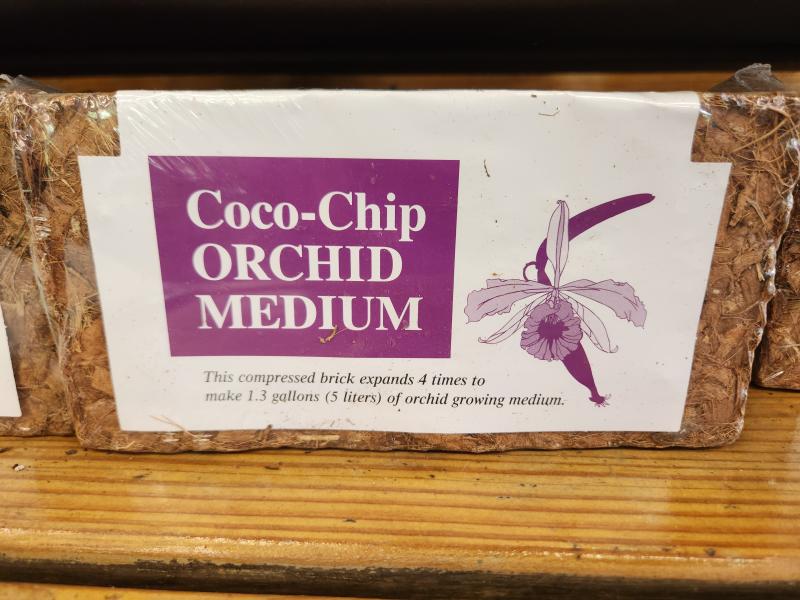 Coco-Chip
ORCHID
MEDIUM
This compressed brick expands 4 times to
make 1.3 gallons (5 liters) of orchid growing medium.